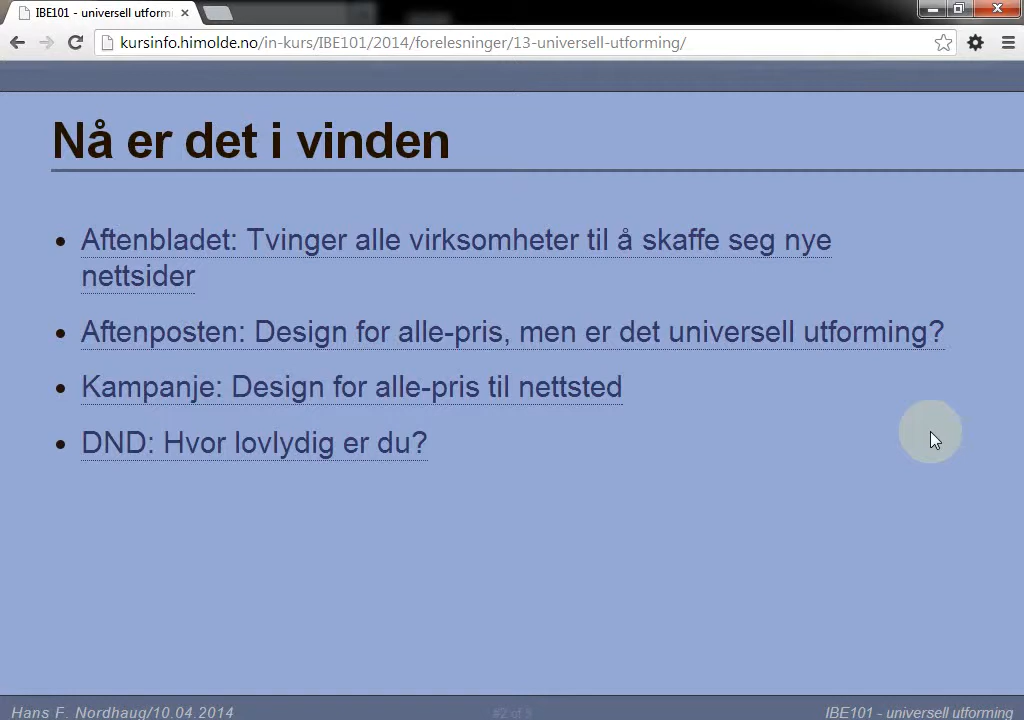 IBE101 - universell utform
kursinfo.himolde.no/in-kurs/IBE101/2014/forelesninger/13-universell-utforming/
Nå er det i vinden
Aftenbladet: Tvinger alle virksomheter til å skaffe seg nye
nettsider
Aftenposten: Design for alle-pris, men er det universell utforming?
Kampanje: Design for alle-pris til nettsted
DND: Hvor lovlydig er du?
Hans F. Nordhaug/10.04.2014
IBE101 - universell utforming